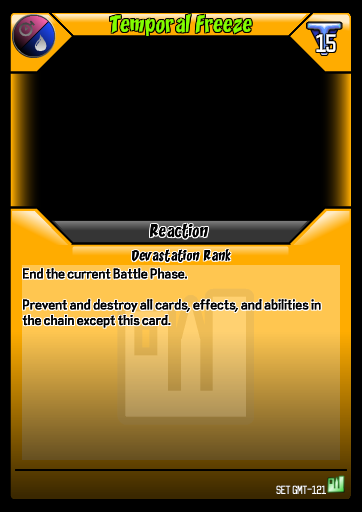 Temporal Freeze
15
Reaction
Devastation Rank
End the current Battle Phase.
Prevent and destroy all cards, effects, and abilities in
the chain except this card.
SET GMT-121